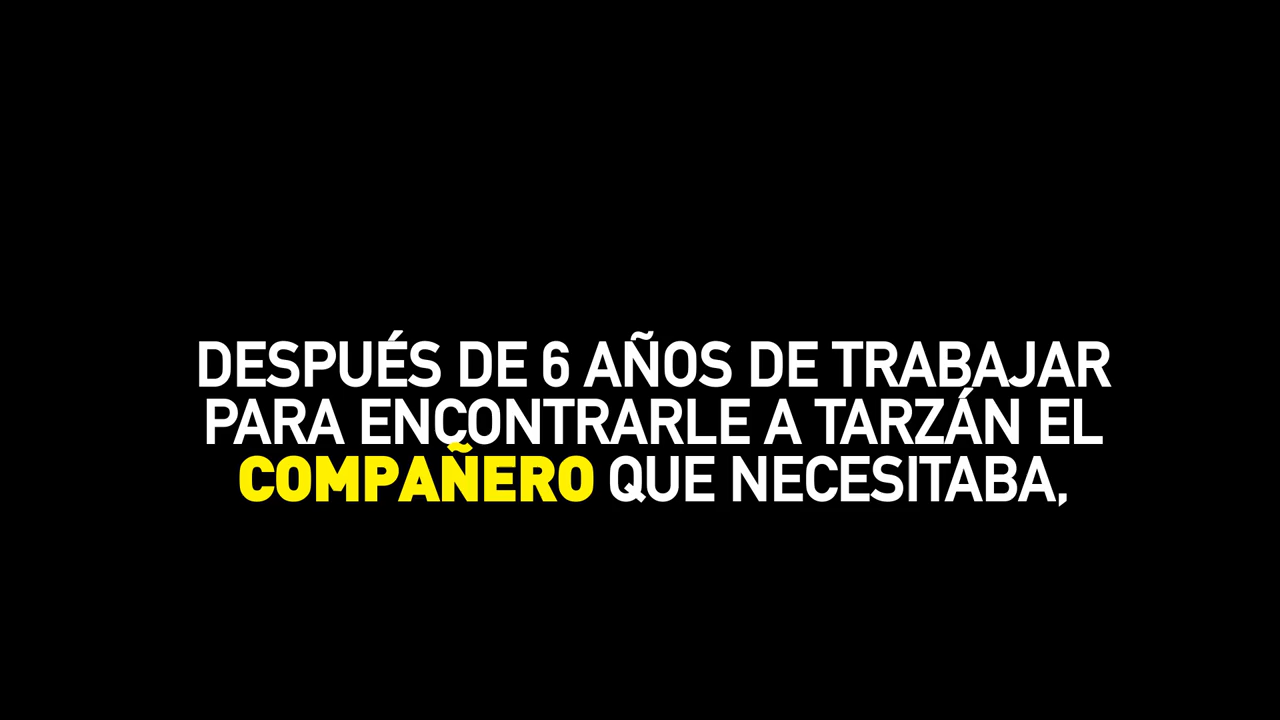 DESPUÉS DE 6 AÑOS DE TRABAJAR
PARA ENCONTRARLE A TARZÁN EL
COMPAÑERO QUE NECESITABA,